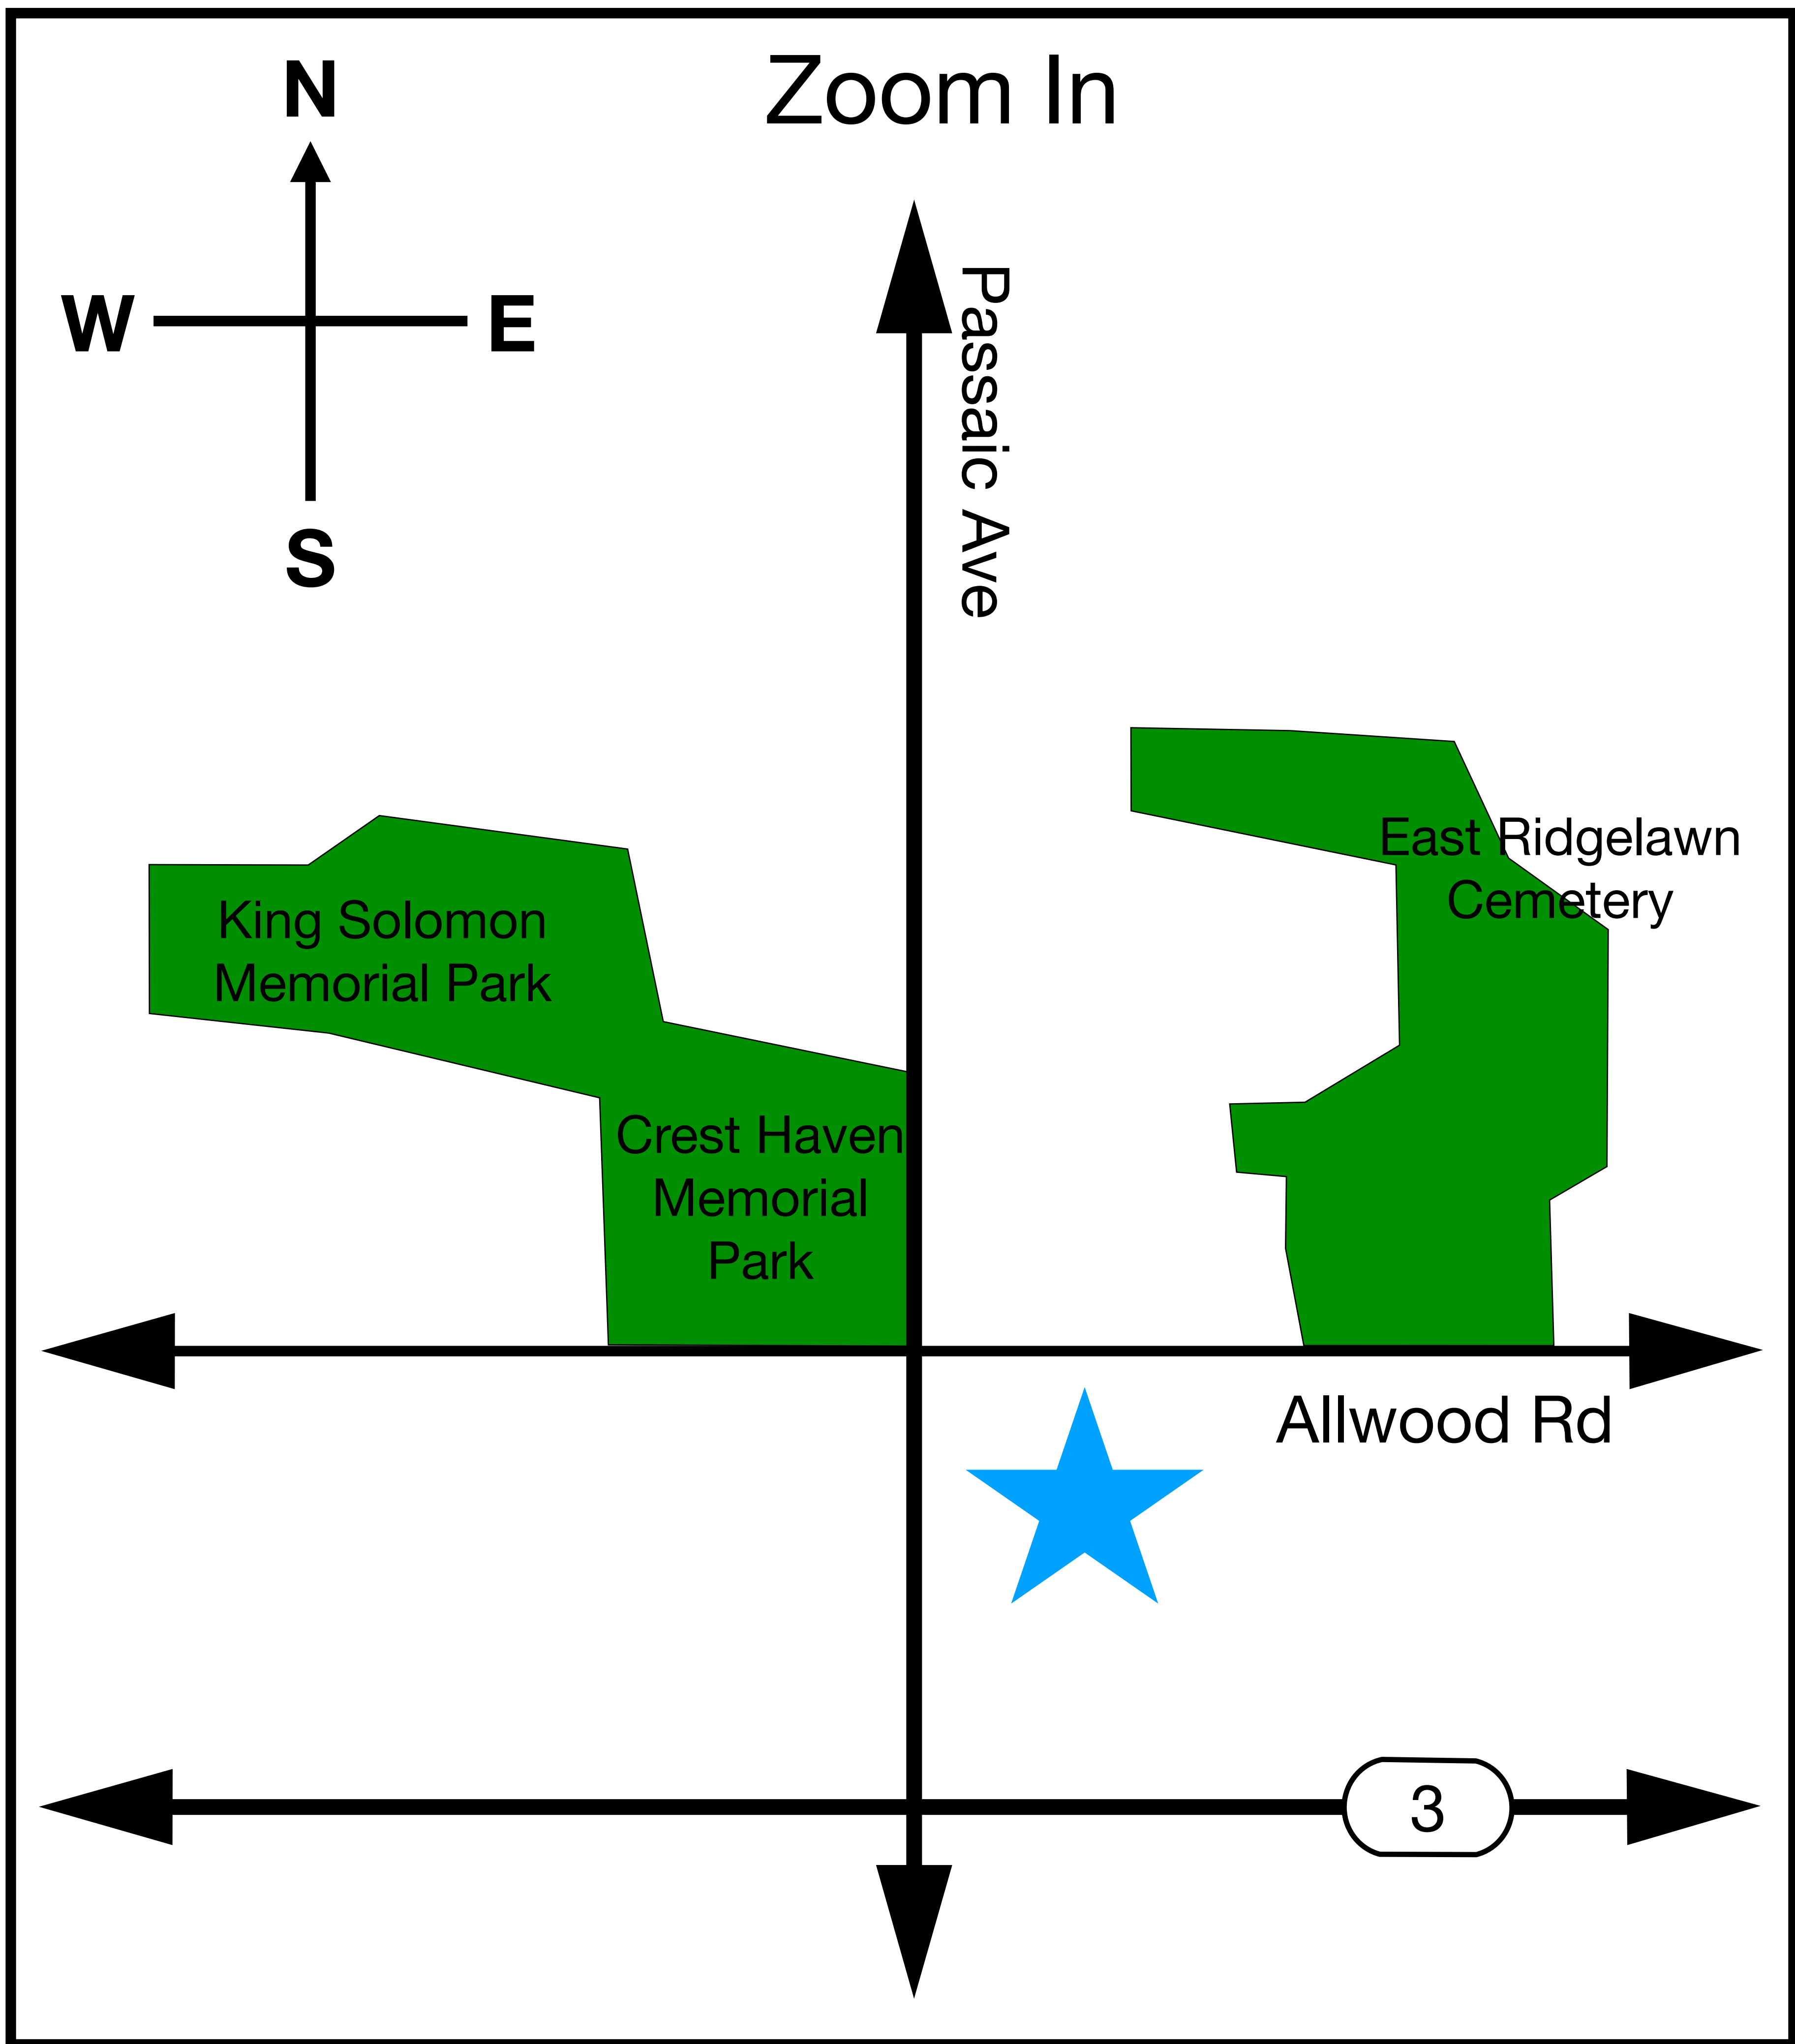 Zoom In
N
W
E
S
Passaic Ave
East Ridgelawn
Cemetery
King Solomon
Memorial Park
Crest Haven
Memorial
Park
Allwood Rd
3